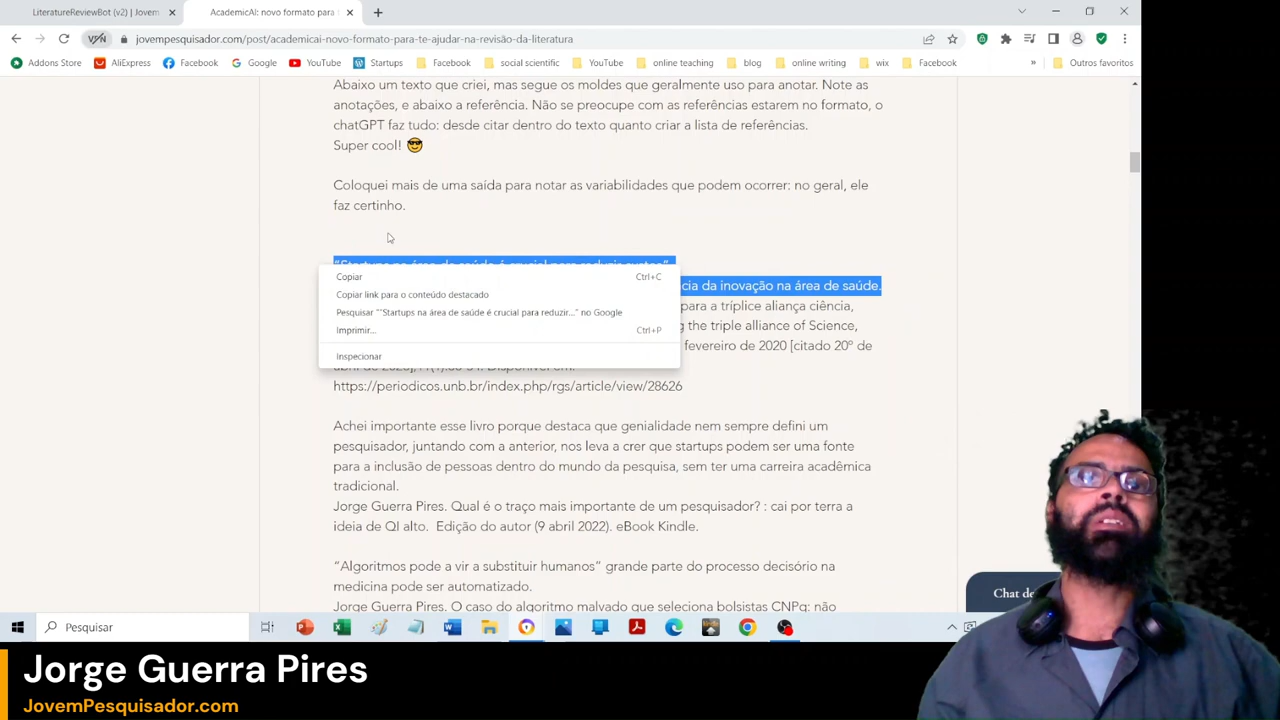 LiteratureReviewBot (v2) | Jovem
AcademicAI: novo formato para
jovempesquisador.com/post/academicai-novo-formato-para-te-ajudar-na-revisão-da-literatura
VPN
Addons Store AliExpress Facebook Google YouTube Startups Facebook social scientific YouTube online teaching blog online writing wix Facebook » Outros favoritos
Abaixo um texto que criei, mas segue os moldes que geralmente uso para anotar. Note as
anotações, e abaixo a referência. Não se preocupe com as referências estarem no formato, o
chatGPT faz tudo: desde citar dentro do texto quanto criar a lista de referências.
Super cool! 😎
Coloquei mais de uma saída para notar as variabilidades que podem ocorrer: no geral, ele
faz certinho.
"Startups na área de saúde é crucial para reduzir custos"
cia da inovação na área de saúde.
para a tríplice aliança ciência,
g the triple alliance of Science,
fevereiro de 2020 [citado 20º de
Copiar Ctrl+C
Copiar link para o conteúdo destacado
Pesquisar "“Startups na área de saúde é crucial para reduzir..." no Google
Imprimir... Ctrl+P
Inspecionar
https://periodicos.unb.br/index.php/rgs/article/view/28626
Achei importante esse livro porque destaca que genialidade nem sempre defini um
pesquisador, juntando com a anterior, nos leva a crer que startups podem ser uma fonte
para a inclusão de pessoas dentro do mundo da pesquisa, sem ter uma carreira acadêmica
tradicional.
Jorge Guerra Pires. Qual é o traço mais importante de um pesquisador? : cai por terra a
ideia de QI alto. Edição do autor (9 abril 2022). eBook Kindle.
“Algoritmos pode a vir a substituir humanos” grande parte do processo decisório na
medicina pode ser automatizado.
Jorge Guerra Pires. O caso do algoritmo malvado que seleciona bolsistas CNPq: não
Chat de
Pesquisar
Jorge Guerra Pires
JovemPesquisador.com